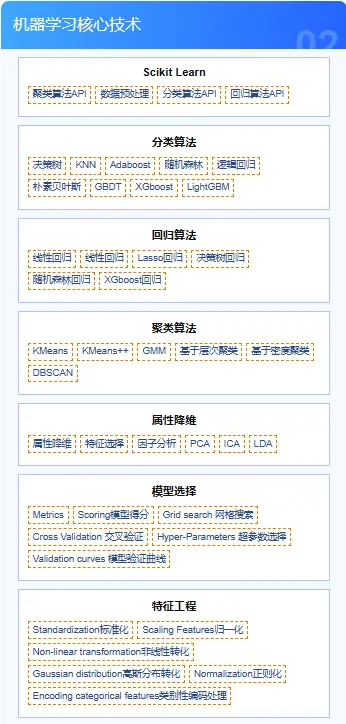 机器学习核心技术
02
Scikit Learn
聚类算法API 数据预处理 分类算法API 回归算法API
分类算法
决策树 KNN Adaboost 随机森林 逻辑回归
朴素贝叶斯 GBDT XGboost LightGBM
回归算法
线性回归 线性回归 Lasso回归 决策树回归
随机森林回归 XGboost回归
聚类算法
KMeans KMeans++ GMM 基于层次聚类 基于密度聚类
DBSCAN
属性降维
属性降维 特征选择 因子分析 PCA ICA LDA
模型选择
Metrics Scoring模型得分 Grid search 网格搜索
Cross Validation 交叉验证 Hyper-Parameters 超参数选择
Validation curves 模型验证曲线
特征工程
Standardization标准化 Scaling Features归一化
Non-linear transformation非线性转化
Gaussian distribution高斯分布转化 Normalization正则化
Encoding categorical features类别性编码处理